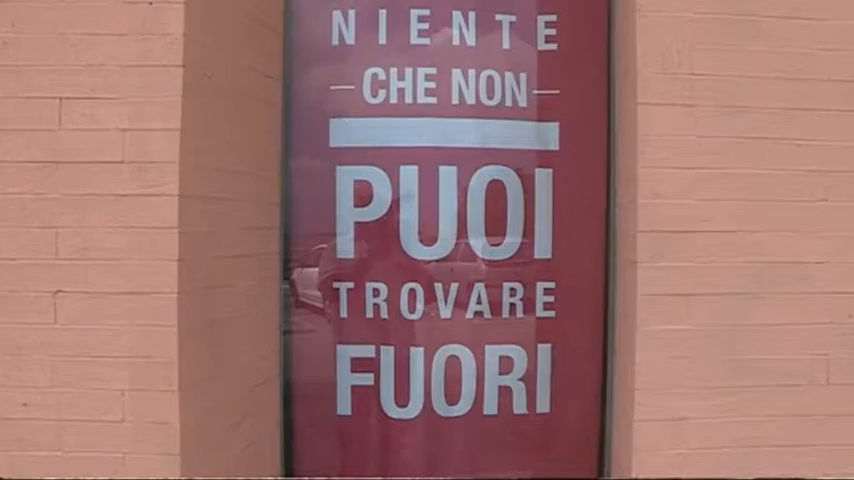 NIENTE
CHE NON
PUOI
TROVARE
FUORI